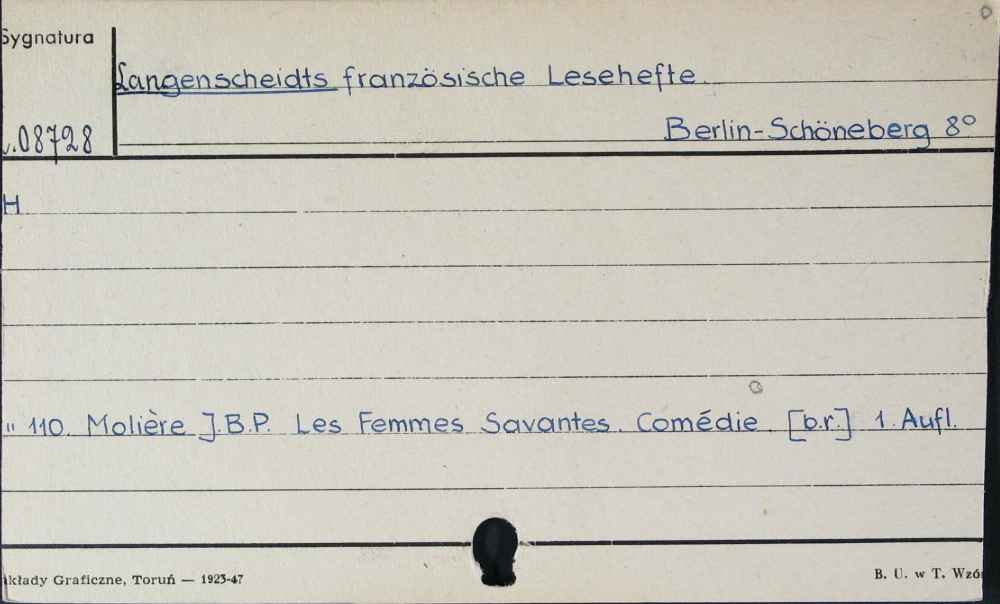 Sygnatura
Langenscheidts französische Lesehefte
Berlin-Schöneberg 8°
.08728
H
" 110. Molière J.B.P. Les Femmes Savantes. Comédie. [b.r.] 1. Aufl.
kłady Graficzne, Toruń — 1923-47
B. U. w T. Wzó